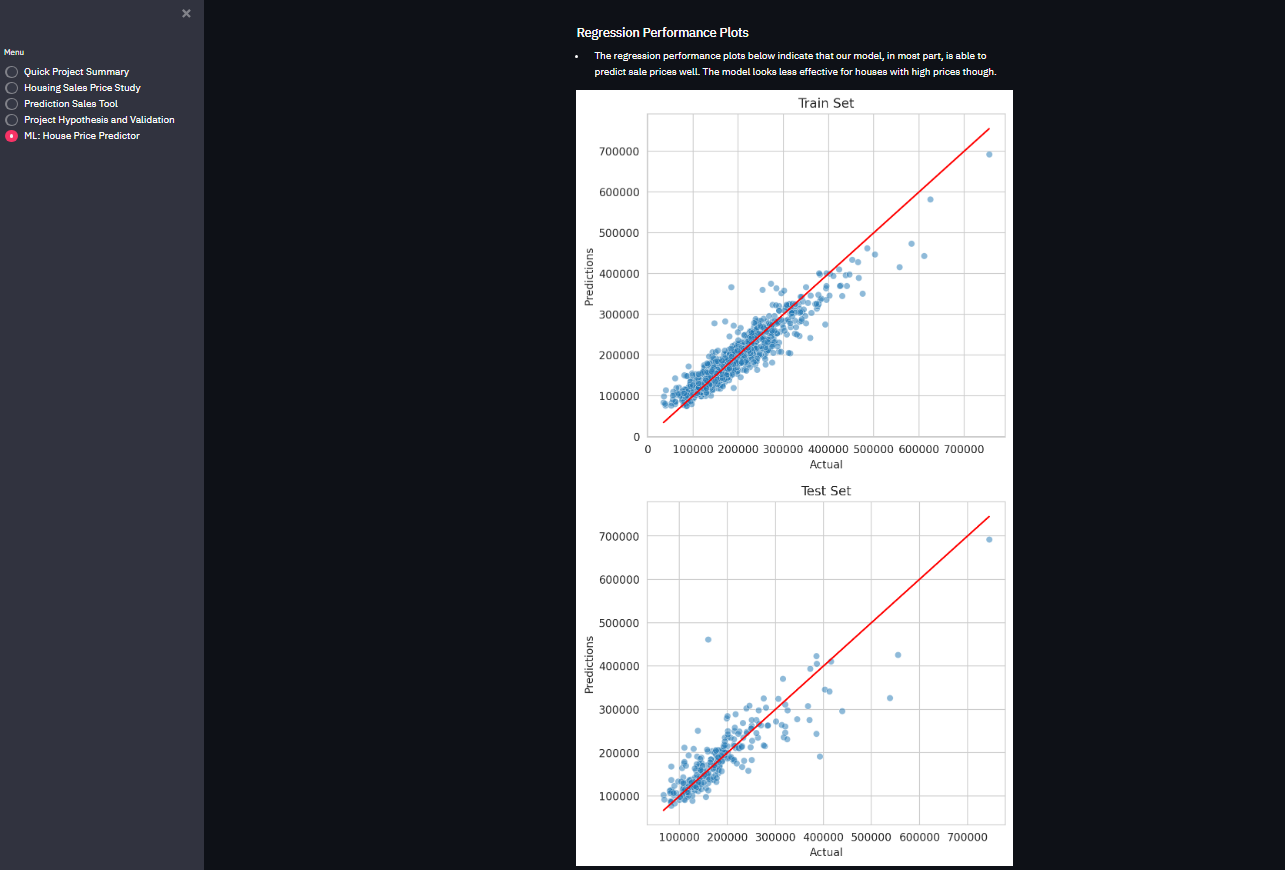 ×
Menu
Quick Project Summary
Housing Sales Price Study
Prediction Sales Tool
Project Hypothesis and Validation
ML: House Price Predictor
Regression Performance Plots
• The regression performance plots below indicate that our model, in most part, is able to
predict sale prices well. The model looks less effective for houses with high prices though.
Train Set
700000
600000
500000
400000
300000
200000
100000
0
Predictions
0 100000 200000 300000 400000 500000 600000 700000
Actual
Test Set
700000
600000
500000
400000
300000
200000
100000
Predictions
100000 200000 300000 400000 500000 600000 700000
Actual